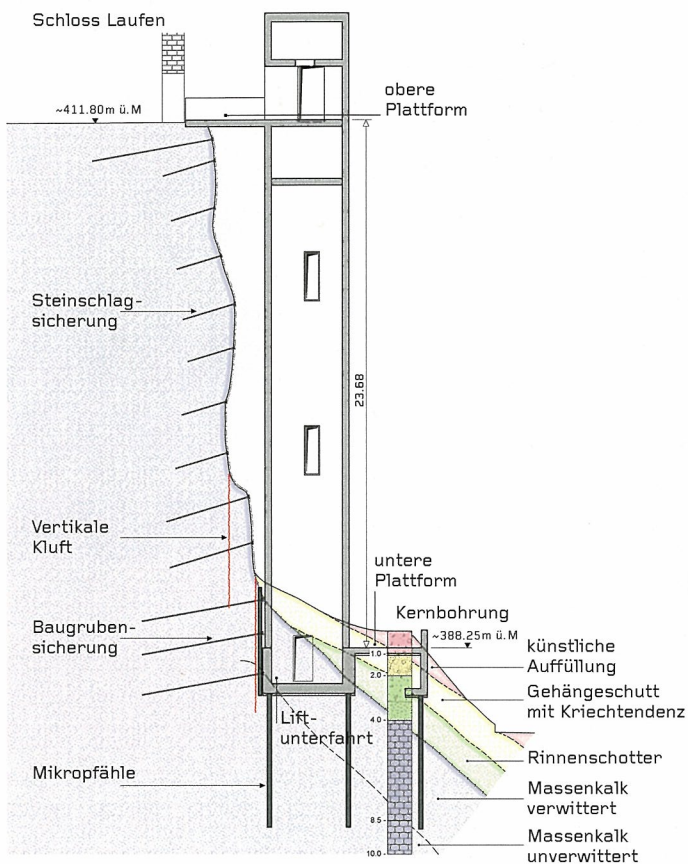 Schloss Laufen
~411.80m ü.M
obere
Plattform
Steinschlag-
sicherung
23.68
Vertikale
Kluft
untere
Plattform
Kernbohrung
~388.25m ü.M
Baugruben-
sicherung
1.0
künstliche
Auffüllung
2.0
Gehängeschutt
mit Kriechtendenz
4.0
Lift-
unterfahrt
Rinnenschotter
Mikropfähle
Massenkalk
verwittert
8.5
Massenkalk
unverwittert
10.0